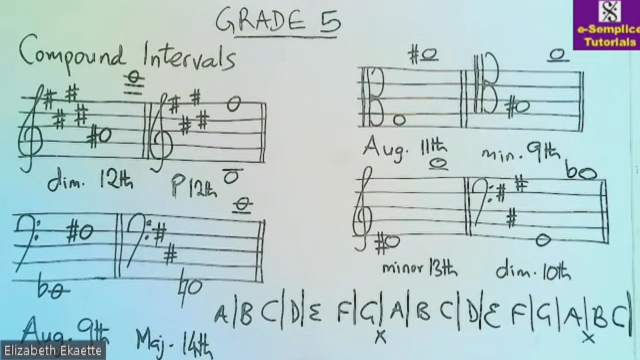 GRADE 5
e-Semplice
Tutorials
Compound Intervals
dim. 12th
P 12th
Aug. 11th
min. 9th
Aug. 9th
Maj. 14th
minor 13th
dim. 10th
A|B C|D|E F|G|A|B C|D|E F|G|A|B C|
x x
Elizabeth Ekaette